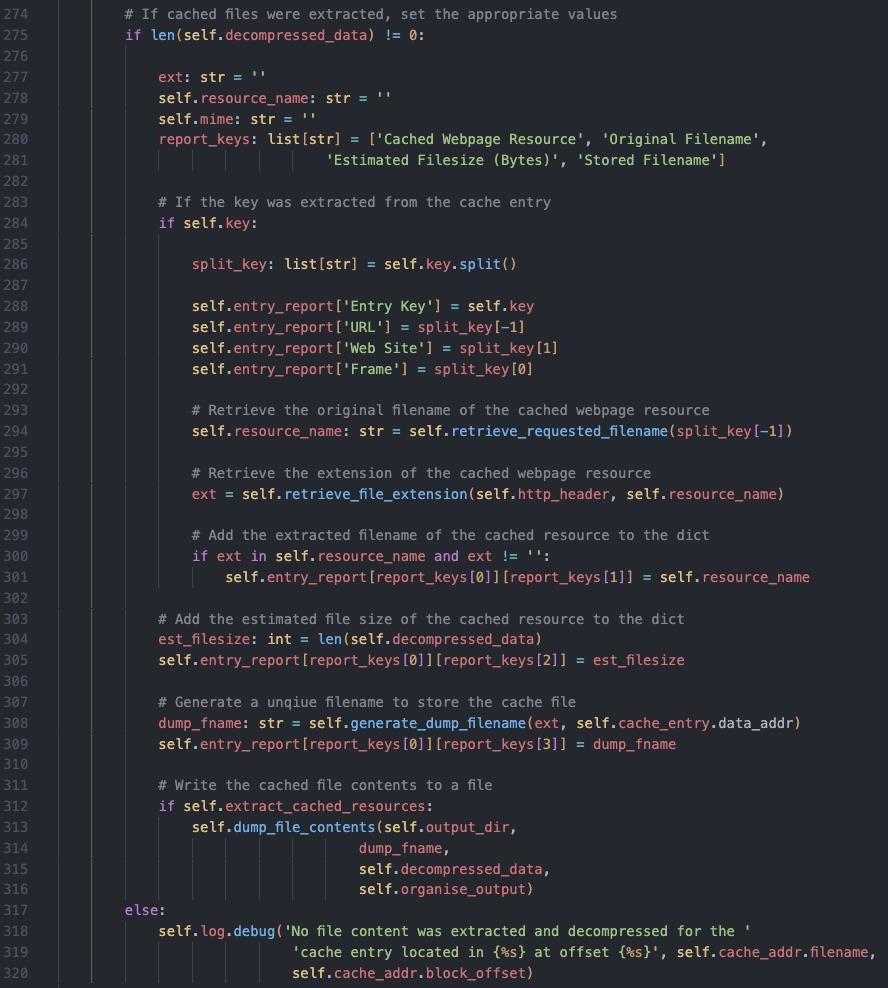 274 # If cached files were extracted, set the appropriate values
275 if len(self.decompressed_data) != 0:
276
277 ext: str = ''
278 self.resource_name: str = ''
279 self.mime: str = ''
280 report_keys: list[str] = ['Cached Webpage Resource', 'Original Filename',
281 'Estimated Filesize (Bytes)', 'Stored Filename']
282
283 # If the key was extracted from the cache entry
284 if self.key:
285
286 split_key: list[str] = self.key.split()
287
288 self.entry_report['Entry Key'] = self.key
289 self.entry_report['URL'] = split_key[-1]
290 self.entry_report['Web Site'] = split_key[1]
291 self.entry_report['Frame'] = split_key[0]
292
293 # Retrieve the original filename of the cached webpage resource
294 self.resource_name: str = self.retrieve_requested_filename(split_key[-1])
295
296 # Retrieve the extension of the cached webpage resource
297 ext = self.retrieve_file_extension(self.http_header, self.resource_name)
298
299 # Add the extracted filename of the cached resource to the dict
300 if ext in self.resource_name and ext != '':
301 self.entry_report[report_keys[0]][report_keys[1]] = self.resource_name
302
303 # Add the estimated file size of the cached resource to the dict
304 est_filesize: int = len(self.decompressed_data)
305 self.entry_report[report_keys[0]][report_keys[2]] = est_filesize
306
307 # Generate a unqiue filename to store the cache file
308 dump_fname: str = self.generate_dump_filename(ext, self.cache_entry.data_addr)
309 self.entry_report[report_keys[0]][report_keys[3]] = dump_fname
310
311 # Write the cached file contents to a file
312 if self.extract_cached_resources:
313 self.dump_file_contents(self.output_dir,
314 dump_fname,
315 self.decompressed_data,
316 self.organise_output)
317 else:
318 self.log.debug('No file content was extracted and decompressed for the '
319 'cache entry located in {%s} at offset {%s}', self.cache_addr.filename,
320 self.cache_addr.block_offset)